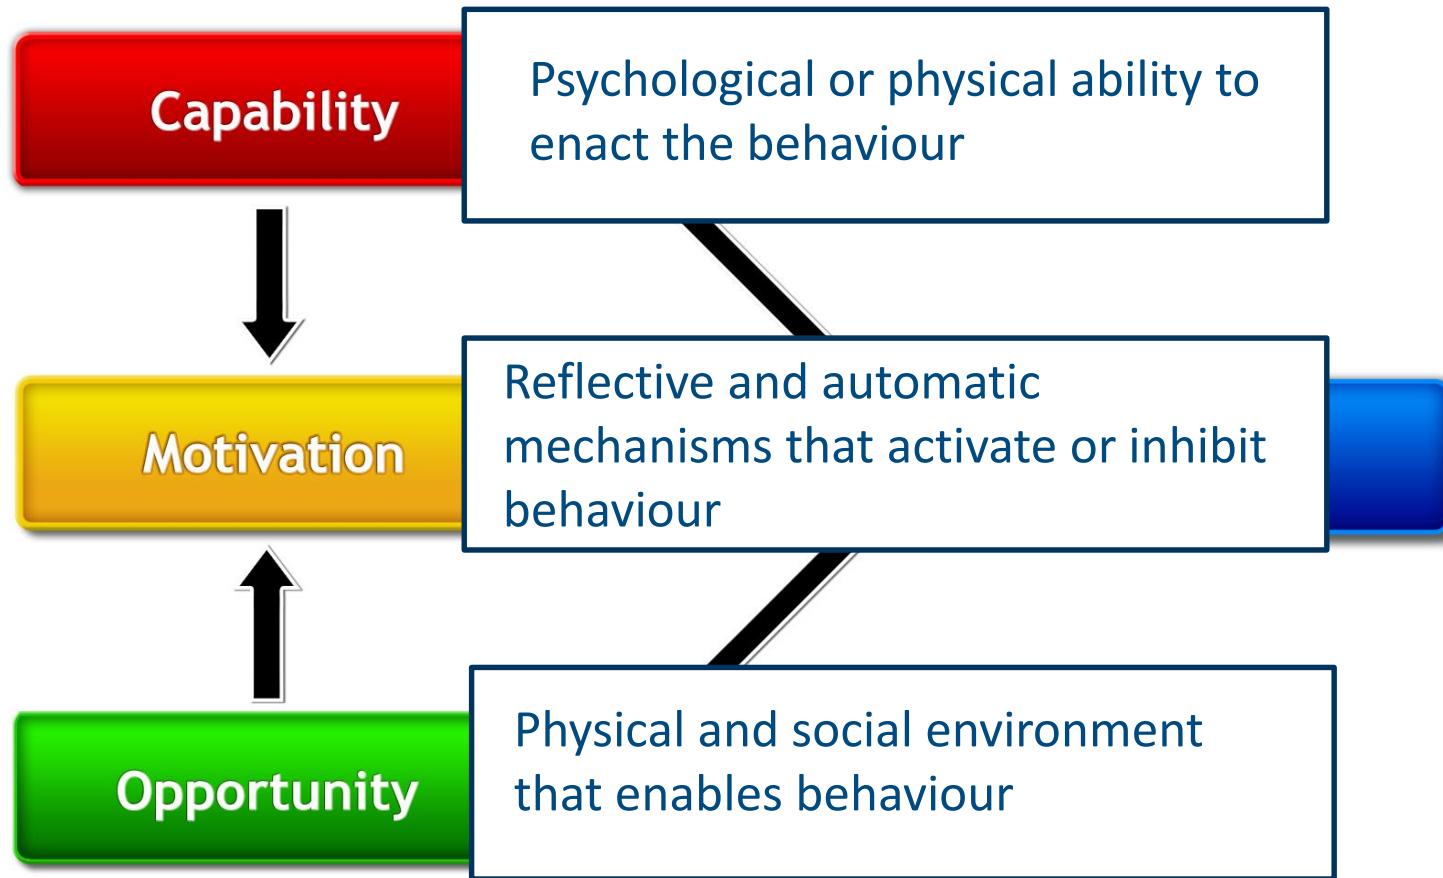 Capability
Psychological or physical ability to
enact the behaviour
Motivation
Reflective and automatic
mechanisms that activate or inhibit
behaviour
Opportunity
Physical and social environment
that enables behaviour